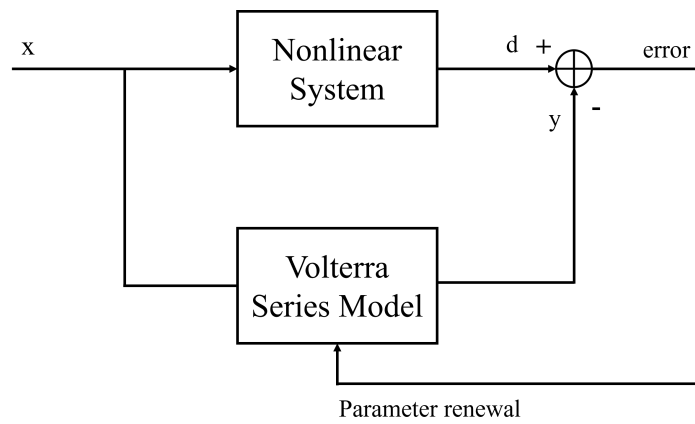 x
Nonlinear
System
d
+
error
y
-
Volterra
Series Model
Parameter renewal